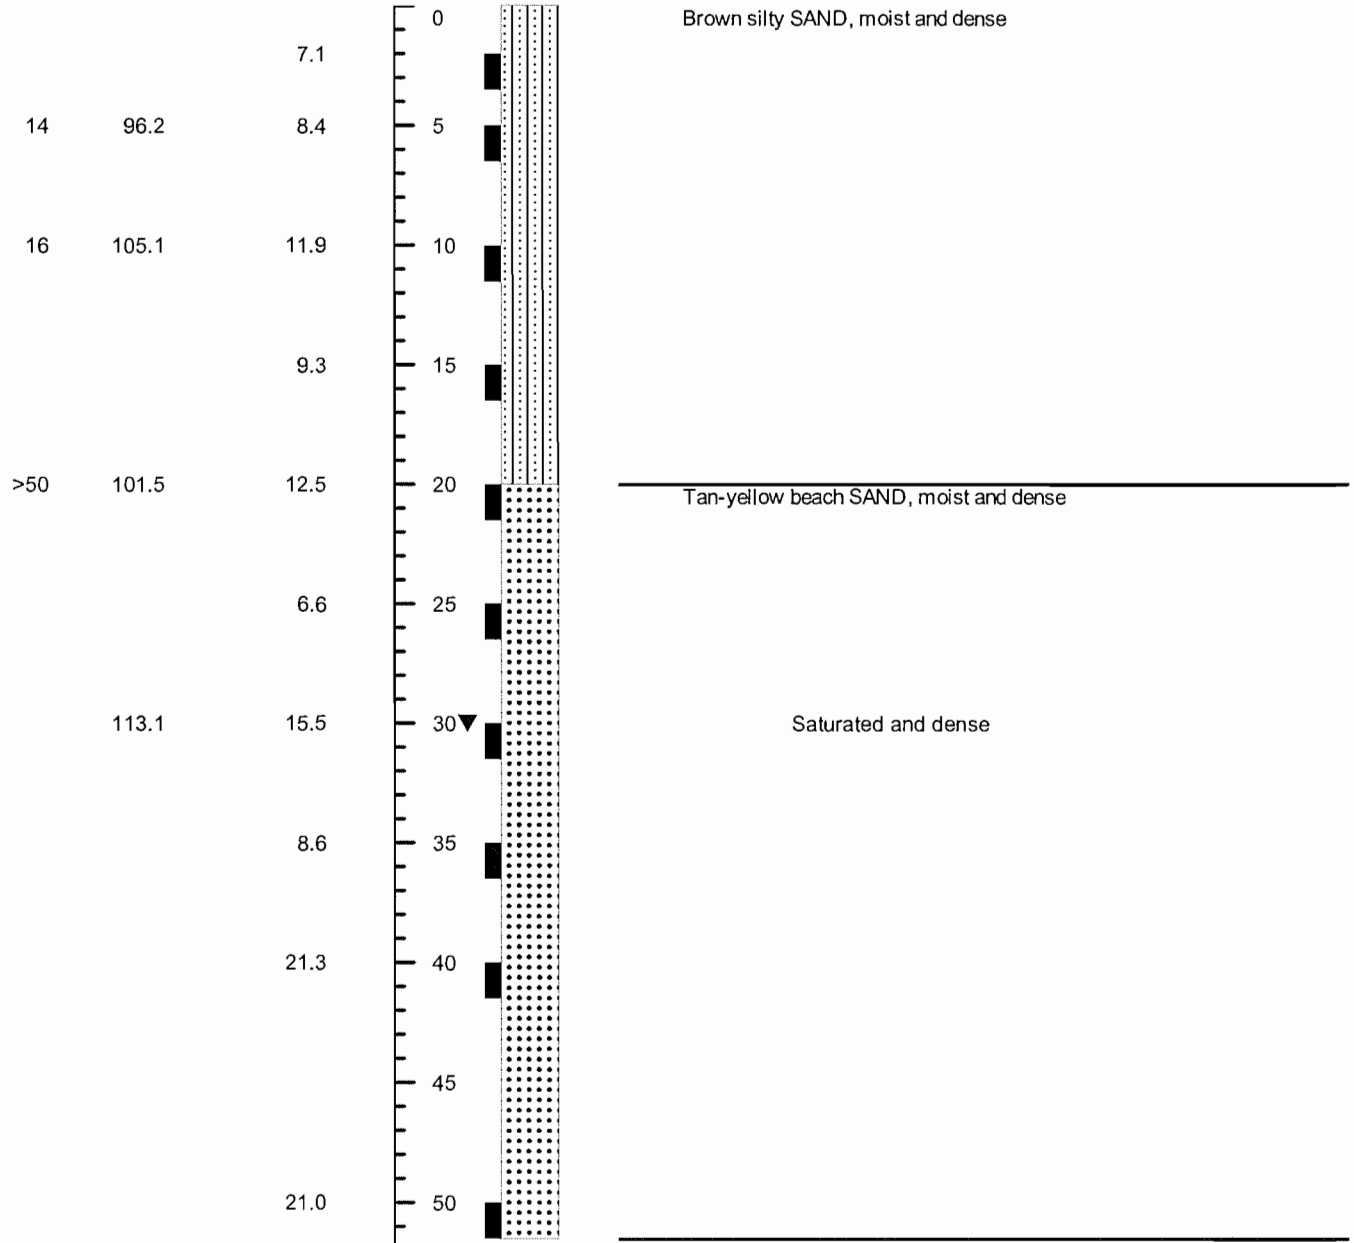 0 Brown silty SAND, moist and dense
7.1
14 96.2 8.4 5
16 105.1 11.9 10
9.3 15
>50 101.5 12.5 20
Tan-yellow beach SAND, moist and dense
6.6 25
113.1 15.5 30 Saturated and dense
8.6 35
21.3 40
45
21.0 50